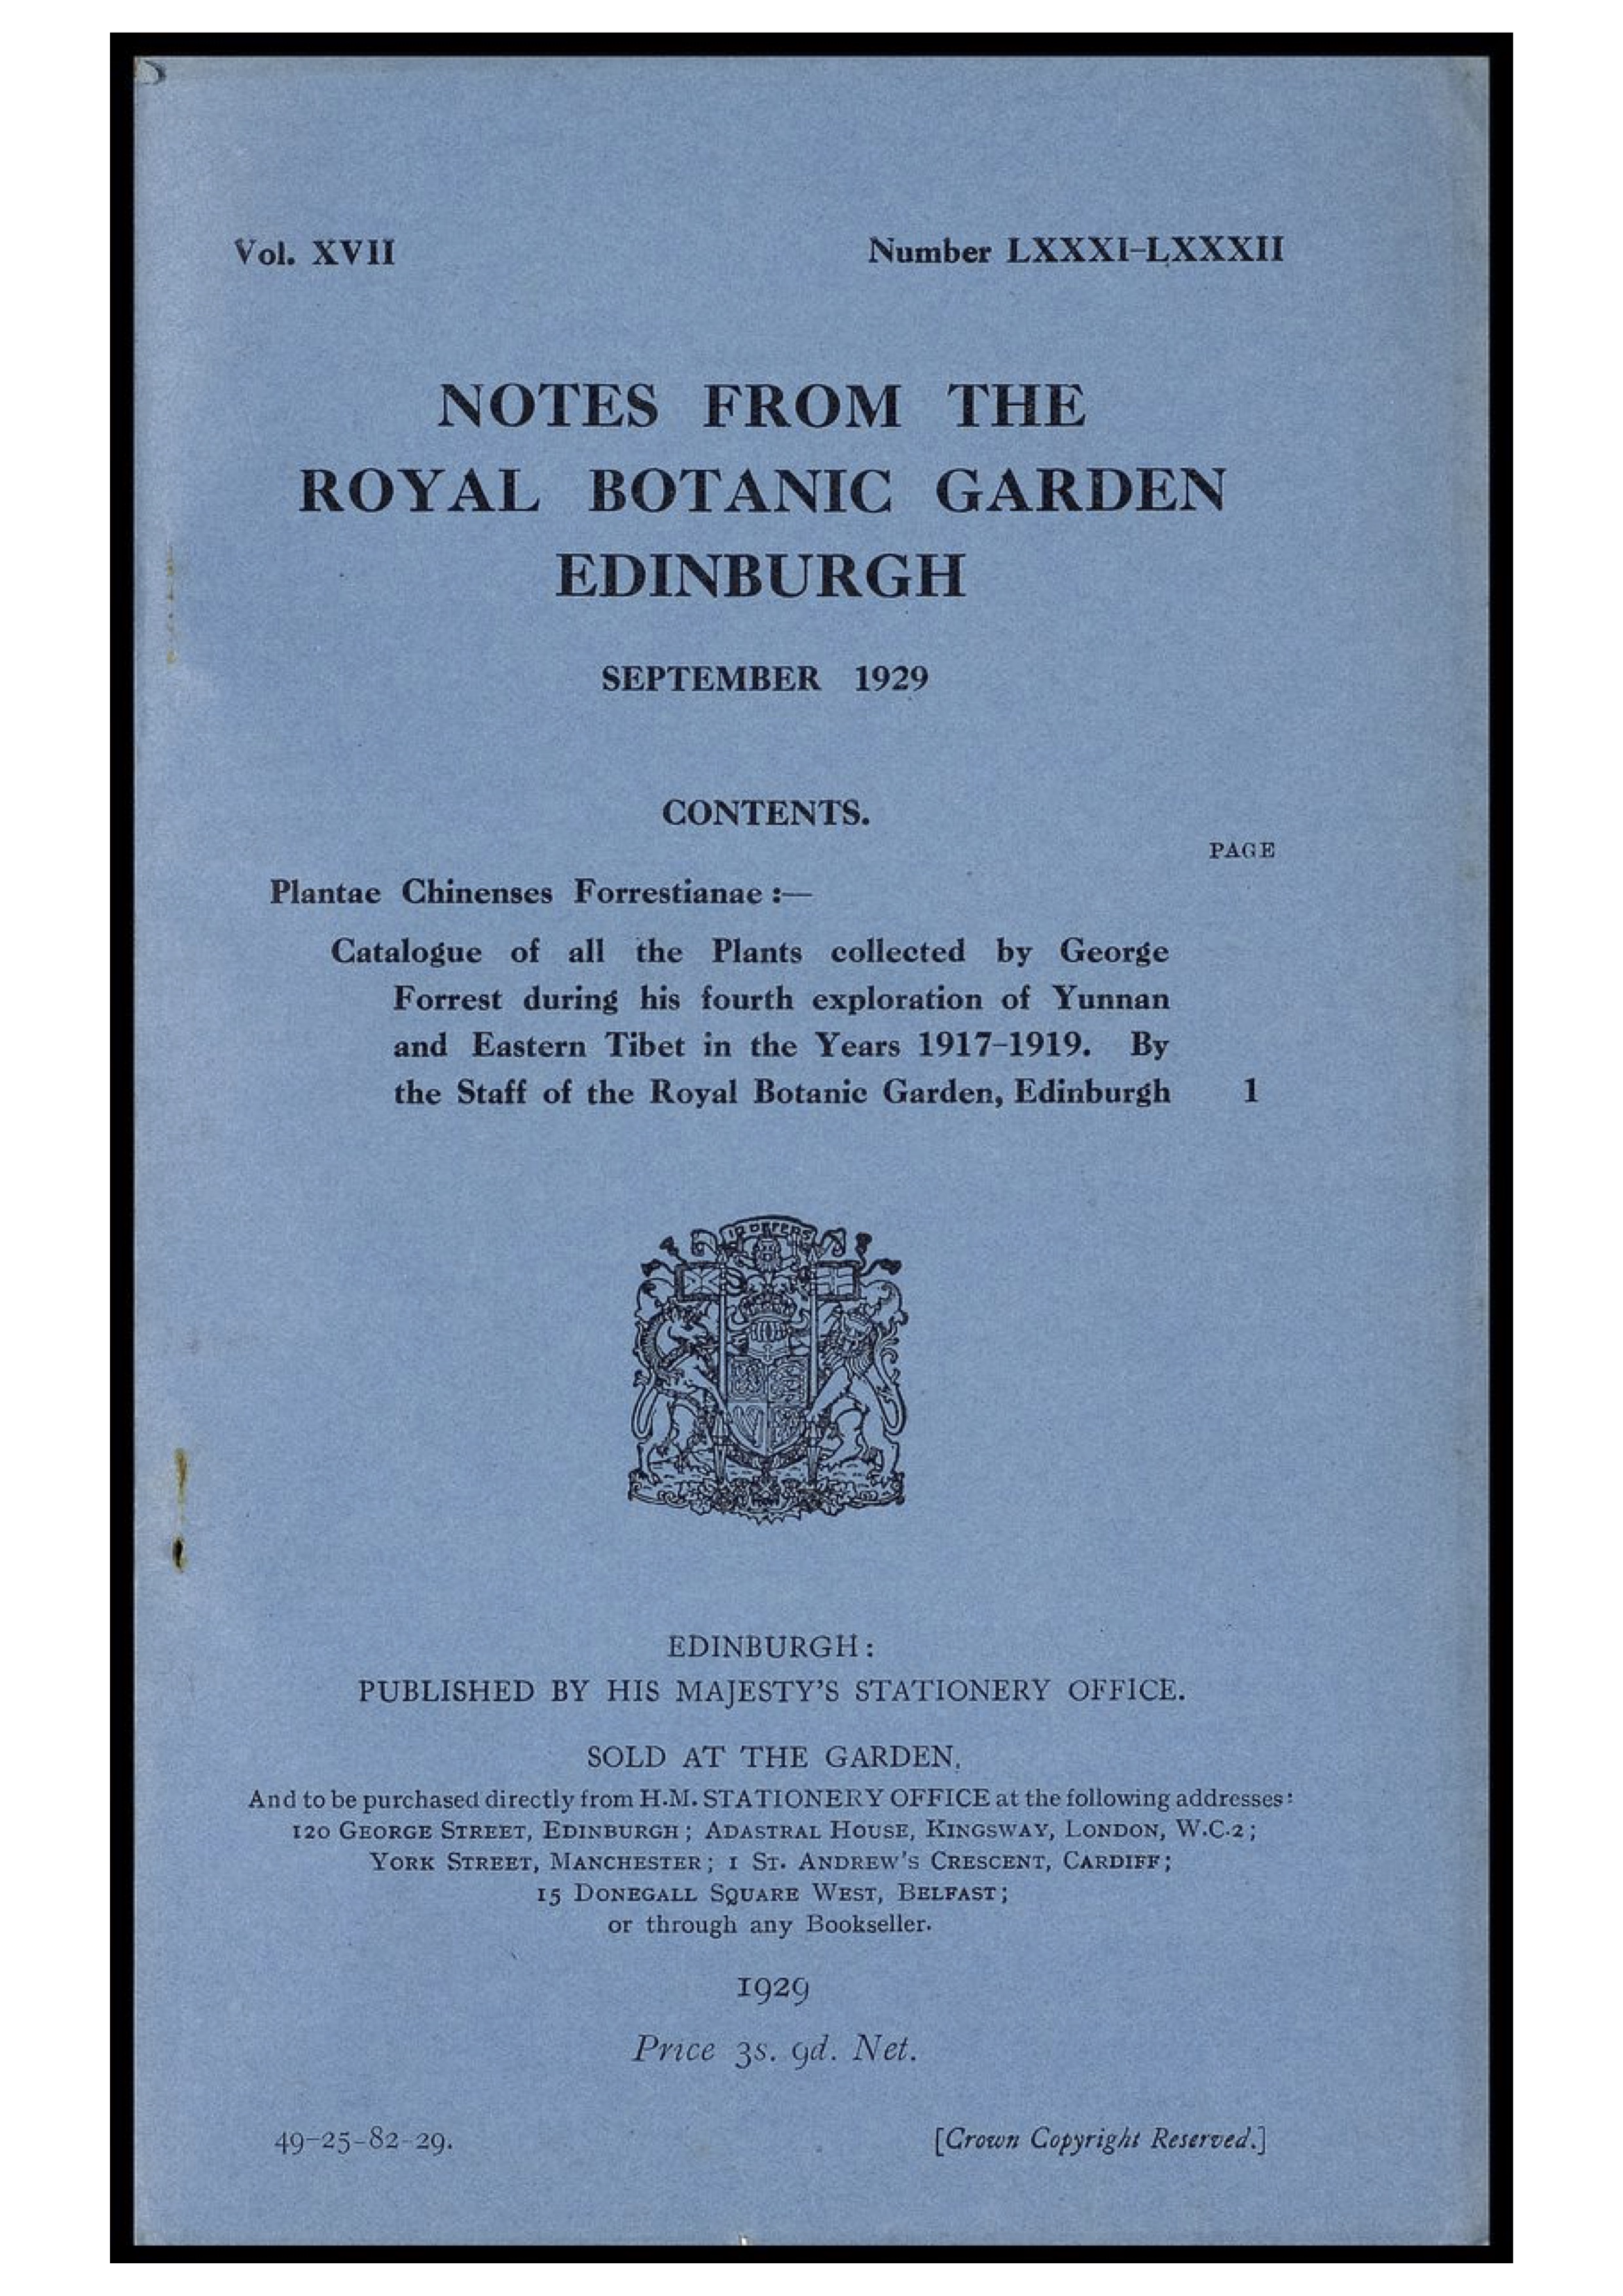 Vol. XVII Number LXXXI–LXXXII
NOTES FROM THE
ROYAL BOTANIC GARDEN
EDINBURGH
SEPTEMBER 1929
CONTENTS.
PAGE
Plantae Chinenses Forrestianae :—
Catalogue of all the Plants collected by George
Forrest during his fourth exploration of Yunnan
and Eastern Tibet in the Years 1917–1919. By
the Staff of the Royal Botanic Garden, Edinburgh 1
IN DEFENS
EDINBURGH:
PUBLISHED BY HIS MAJESTY'S STATIONERY OFFICE.
SOLD AT THE GARDEN,
And to be purchased directly from H.M. STATIONERY OFFICE at the following addresses:
120 GEORGE STREET, EDINBURGH; ADASTRAL HOUSE, KINGSWAY, LONDON, W.C.2;
YORK STREET, MANCHESTER; 1 ST. ANDREW'S CRESCENT, CARDIFF;
15 DONEGALL SQUARE WEST, BELFAST;
or through any Bookseller.
1929
Price 3s. 9d. Net.
49–25–82–29. [Crown Copyright Reserved.]